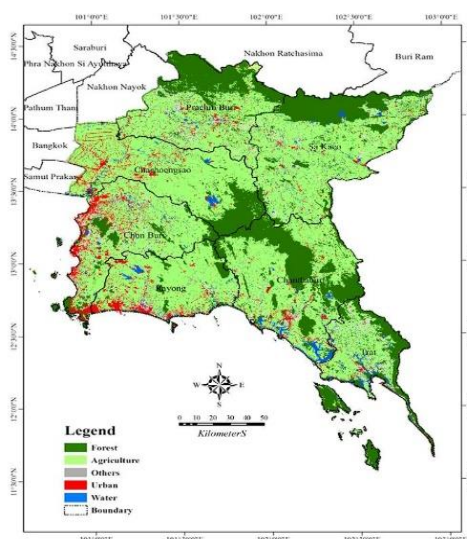 101°0'0"E 101°30'0"E 102°0'0"E 102°30'0"E 103°0'0"E
14°30'0"N
14°0'0"N
13°30'0"N
13°0'0"N
12°30'0"N
12°0'0"N
11°30'0"N
Saraburi
Nakhon Ratchasima
Buri Ram
Phra Nakhon Si Ayutthaya
Nakhon Nayok
Pathum Thani
Prachin Buri
Bangkok
Sa Kaeo
Samut Prakan
Chachoengsao
Chon Buri
Chanthaburi
Rayong
Trat
N
W E
S
0 10 20 30 40 50
KilometerS
Legend
Forest
Agriculture
Others
Urban
Water
Boundary